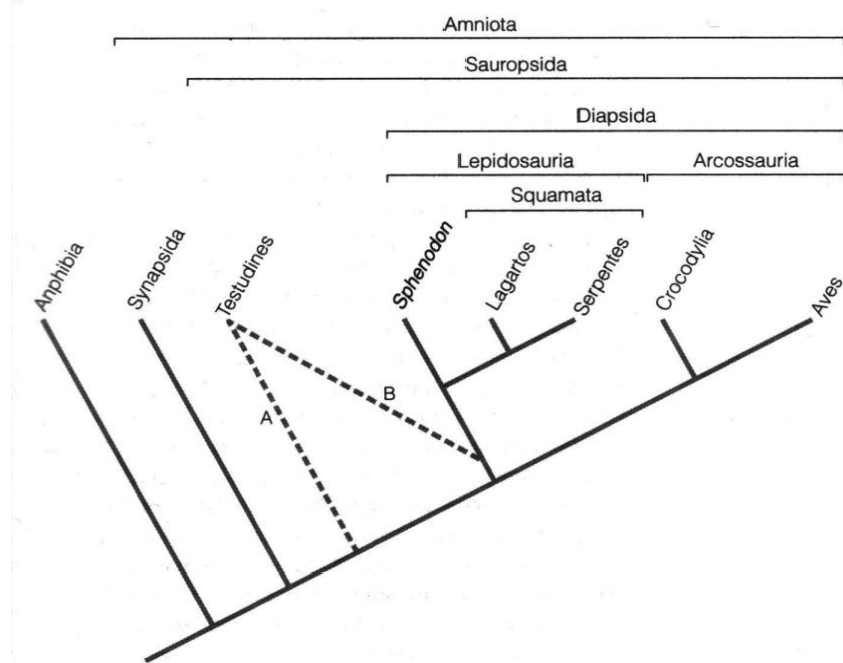 Amniota
Sauropsida
Diapsida
Lepidosauria Arcossauria
Squamata
Anphibia
Synapsida
Testudines
Sphenodon
Lagartos
Serpentes
Crocodylia
Aves
A
B